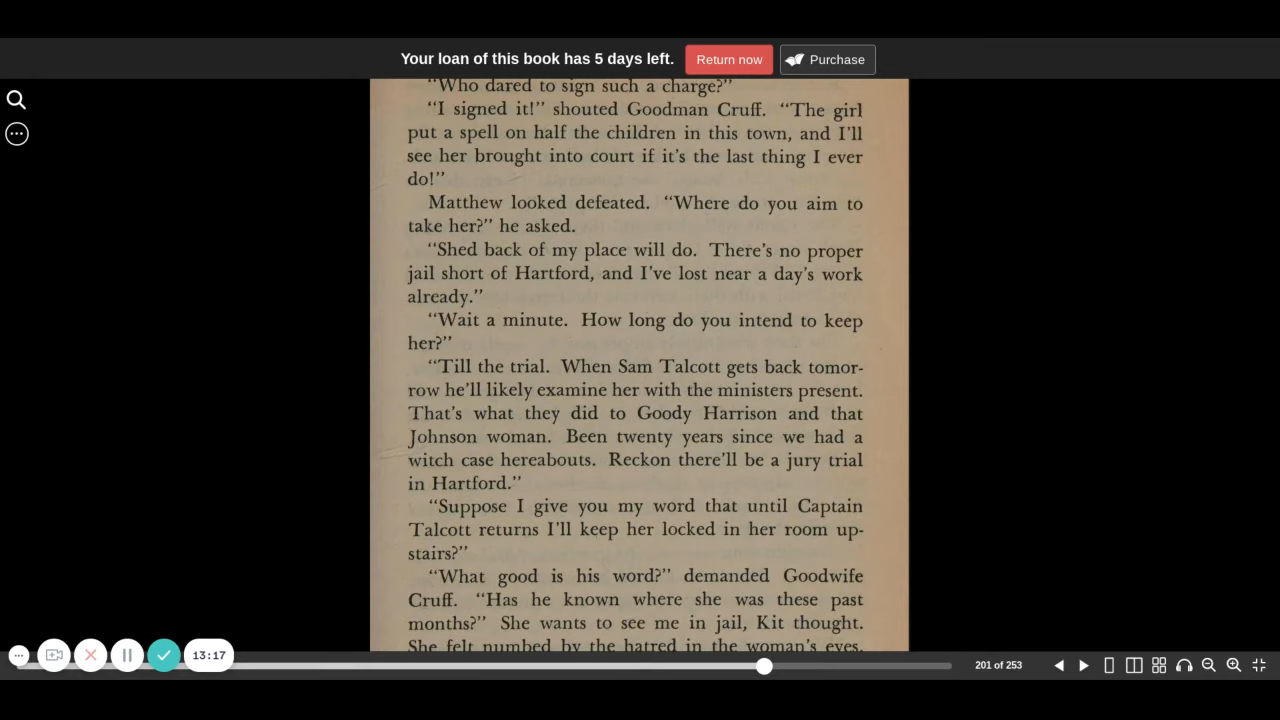 Your loan of this book has 5 days left. Return now Purchase
"Who dared to sign such a charge?"
"I signed it!" shouted Goodman Cruff. "The girl
put a spell on half the children in this town, and I'll
see her brought into court if it's the last thing I ever
do!"
Matthew looked defeated. "Where do you aim to
take her?" he asked.
"Shed back of my place will do. There's no proper
jail short of Hartford, and I've lost near a day's work
already."
"Wait a minute. How long do you intend to keep
her?"
"Till the trial. When Sam Talcott gets back tomor-
row he'll likely examine her with the ministers present.
That's what they did to Goody Harrison and that
Johnson woman. Been twenty years since we had a
witch case hereabouts. Reckon there'll be a jury trial
in Hartford."
"Suppose I give you my word that until Captain
Talcott returns I'll keep her locked in her room up-
stairs?"
"What good is his word?" demanded Goodwife
Cruff. "Has he known where she was these past
months?" She wants to see me in jail, Kit thought.
She felt numbed by the hatred in the woman's eyes.
13:17
201 of 253